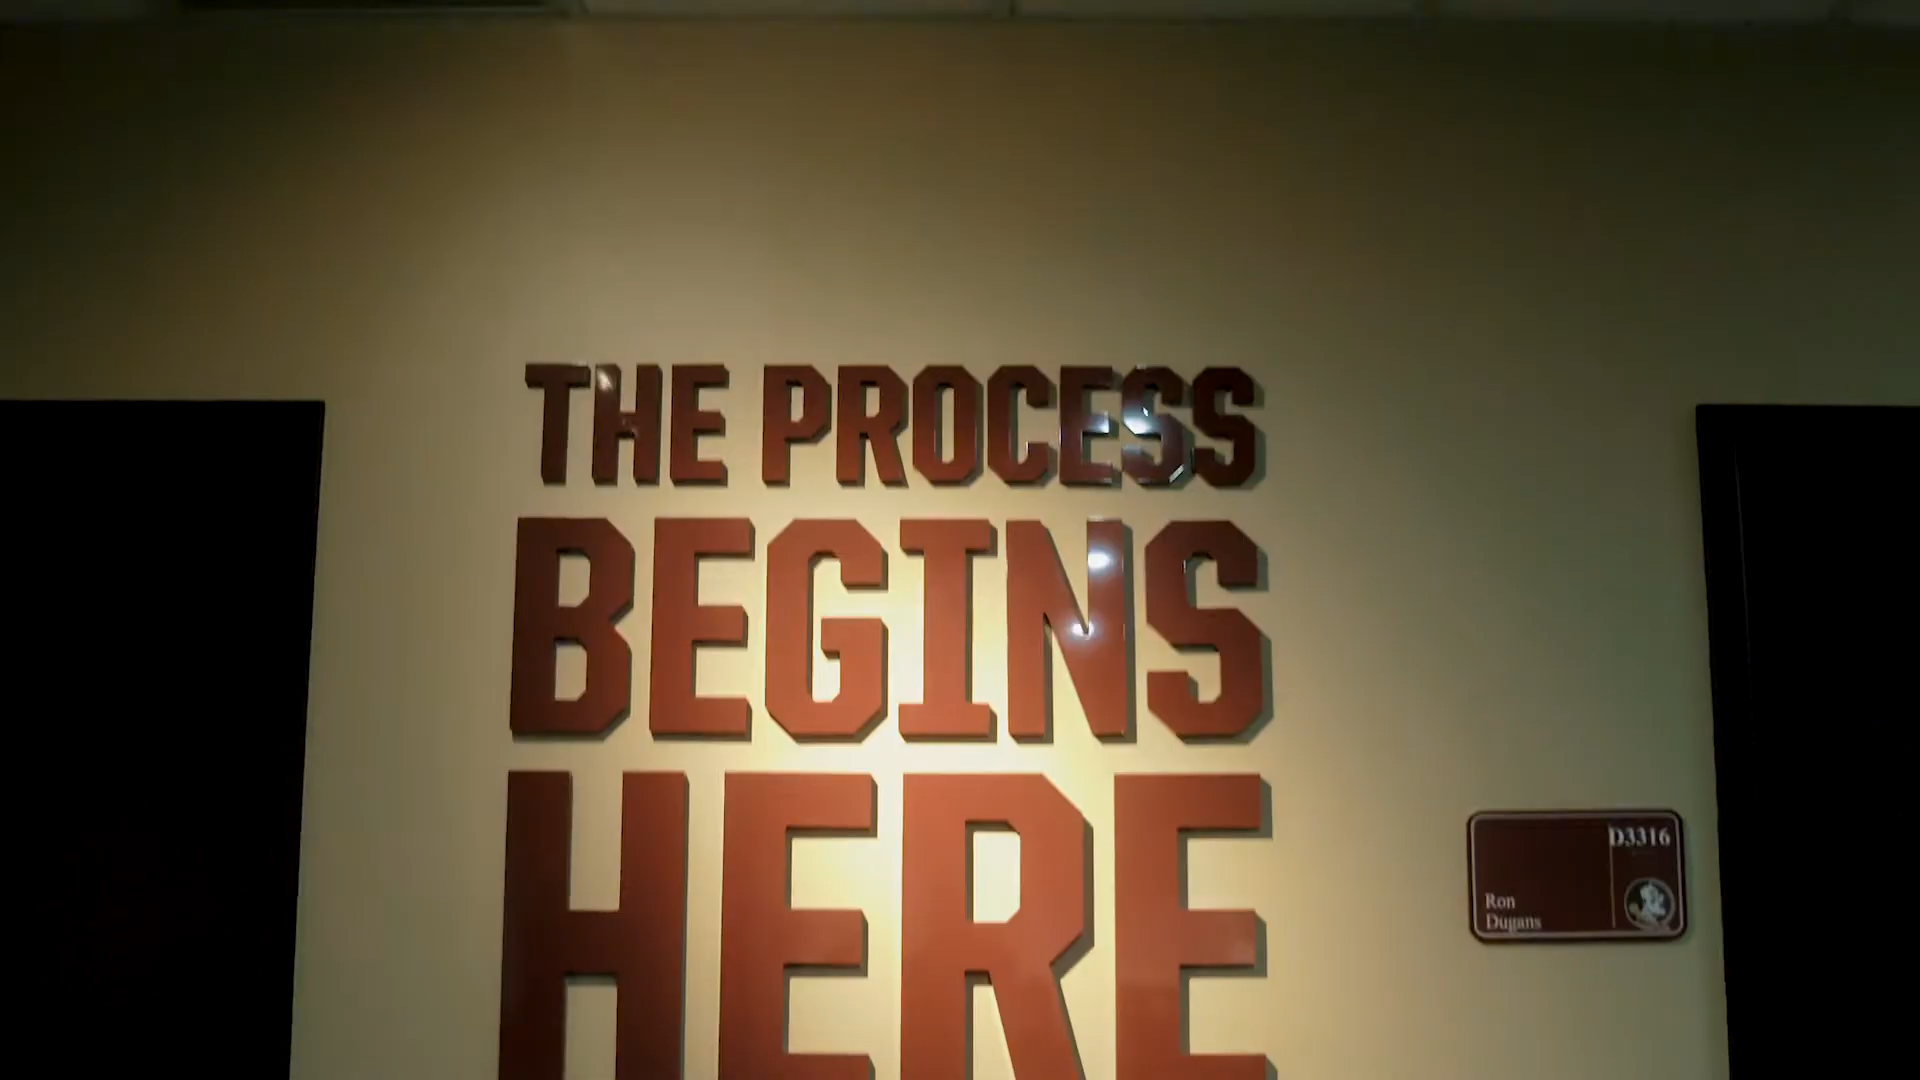 THE PROCESS
BEGINS
HERE
D3316
Ron
Dugans